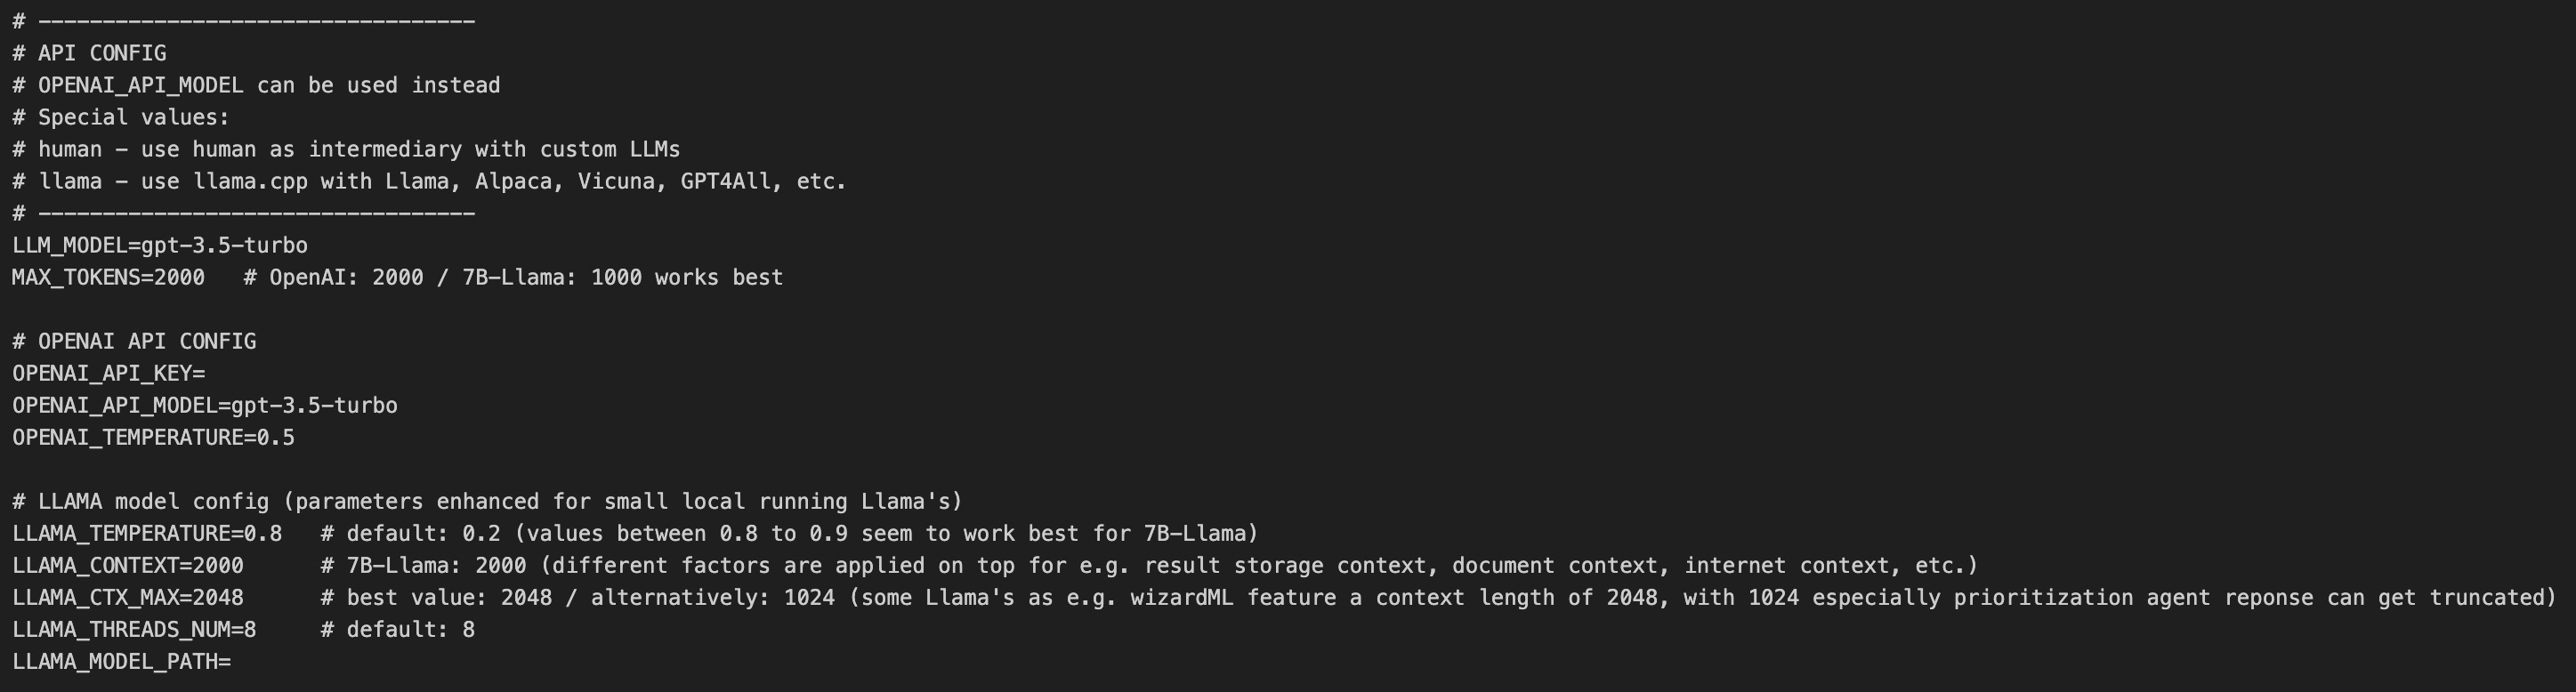 # ----------------------------------
# API CONFIG
# OPENAI_API_MODEL can be used instead
# Special values:
# human - use human as intermediary with custom LLMs
# llama - use llama.cpp with Llama, Alpaca, Vicuna, GPT4All, etc.
# ----------------------------------
LLM_MODEL=gpt-3.5-turbo
MAX_TOKENS=2000   # OpenAI: 2000 / 7B-Llama: 1000 works best

# OPENAI API CONFIG
OPENAI_API_KEY=
OPENAI_API_MODEL=gpt-3.5-turbo
OPENAI_TEMPERATURE=0.5

# LLAMA model config (parameters enhanced for small local running Llama's)
LLAMA_TEMPERATURE=0.8   # default: 0.2 (values between 0.8 to 0.9 seem to work best for 7B-Llama)
LLAMA_CONTEXT=2000      # 7B-Llama: 2000 (different factors are applied on top for e.g. result storage context, document context, internet context, etc.)
LLAMA_CTX_MAX=2048      # best value: 2048 / alternatively: 1024 (some Llama's as e.g. wizardML feature a context length of 2048, with 1024 especially prioritization agent reponse can get truncated)
LLAMA_THREADS_NUM=8     # default: 8
LLAMA_MODEL_PATH=